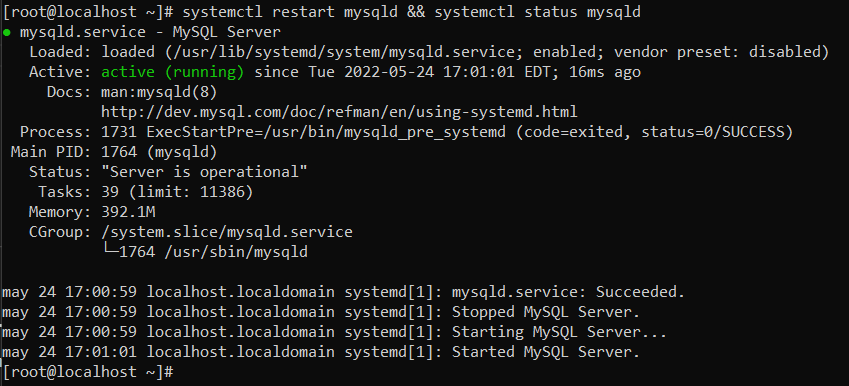 [root@localhost ~]# systemctl restart mysqld && systemctl status mysqld
● mysqld.service - MySQL Server
   Loaded: loaded (/usr/lib/systemd/system/mysqld.service; enabled; vendor preset: disabled)
   Active: active (running) since Tue 2022-05-24 17:01:01 EDT; 16ms ago
     Docs: man:mysqld(8)
           http://dev.mysql.com/doc/refman/en/using-systemd.html
  Process: 1731 ExecStartPre=/usr/bin/mysqld_pre_systemd (code=exited, status=0/SUCCESS)
 Main PID: 1764 (mysqld)
   Status: "Server is operational"
    Tasks: 39 (limit: 11386)
   Memory: 392.1M
   CGroup: /system.slice/mysqld.service
           └─1764 /usr/sbin/mysqld

may 24 17:00:59 localhost.localdomain systemd[1]: mysqld.service: Succeeded.
may 24 17:00:59 localhost.localdomain systemd[1]: Stopped MySQL Server.
may 24 17:00:59 localhost.localdomain systemd[1]: Starting MySQL Server...
may 24 17:01:01 localhost.localdomain systemd[1]: Started MySQL Server.
[root@localhost ~]#